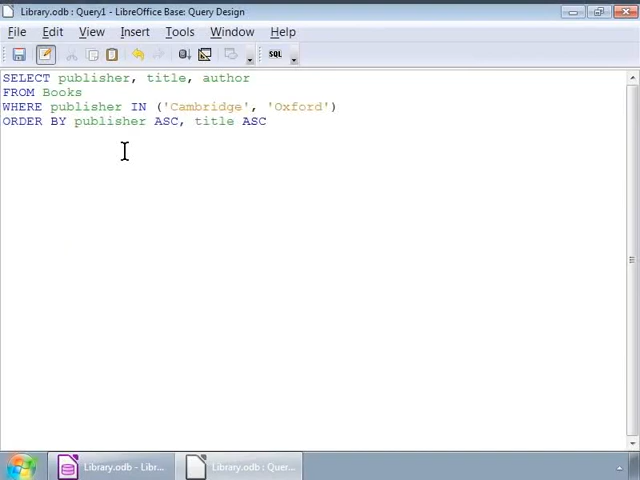 Library.odb : Query1 - LibreOffice Base: Query Design
File Edit View Insert Tools Window Help
SQL
SELECT publisher, title, author
FROM Books
WHERE publisher IN ('Cambridge', 'Oxford')
ORDER BY publisher ASC, title ASC
Library.odb - Libr... Library.odb : Quer...